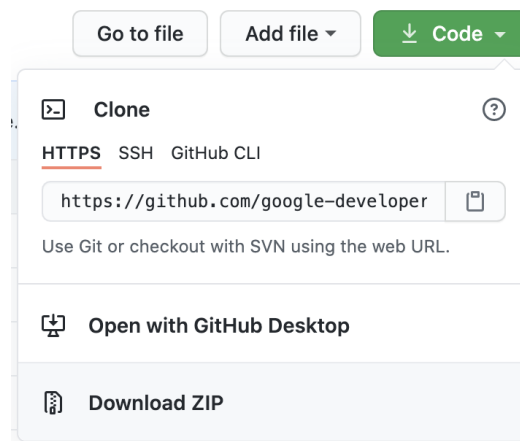 Go to file Add file Code
Clone
HTTPS SSH GitHub CLI
https://github.com/google-developer
Use Git or checkout with SVN using the web URL.
Open with GitHub Desktop
Download ZIP